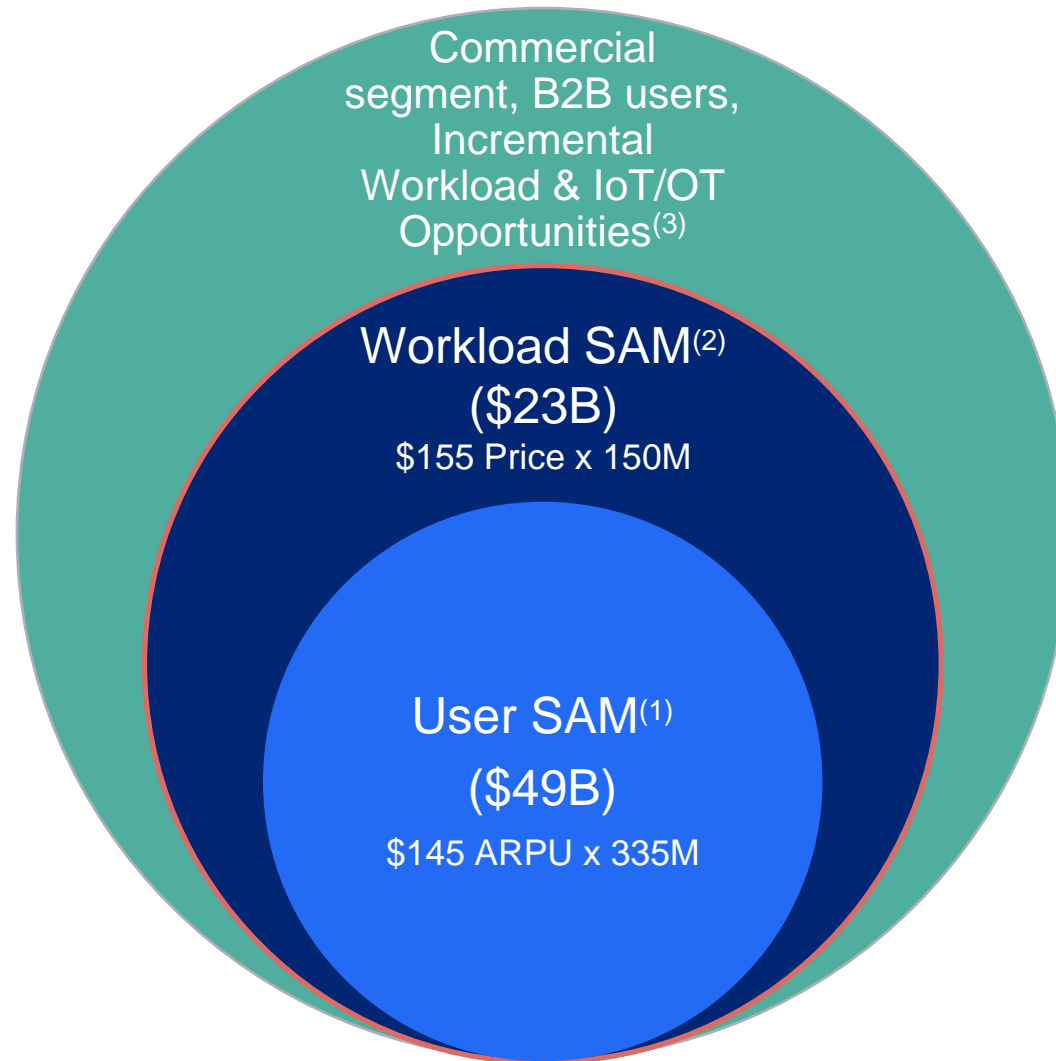 Commercial
segment, B2B users,
Incremental
Workload & IoT/OT
Opportunities(3)
Workload SAM(2)
($23B)
$155 Price x 150M
User SAM(1)
($49B)
$145 ARPU x 335M